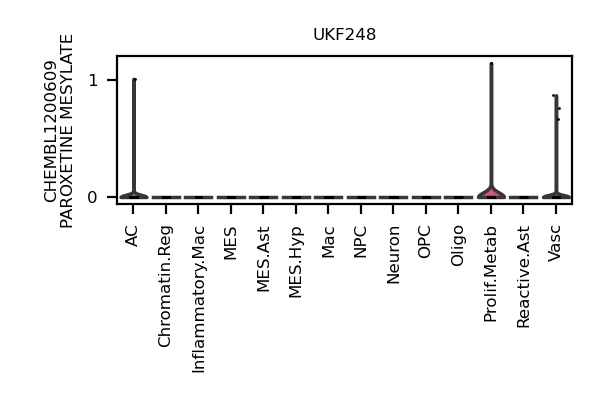 UKF248
CHEMBL1200609
PAROXETINE MESYLATE
1
0
AC
Chromatin.Reg
Inflammatory.Mac
MES
MES.Ast
MES.Hyp
Mac
NPC
Neuron
OPC
Oligo
Prolif.Metab
Reactive.Ast
Vasc